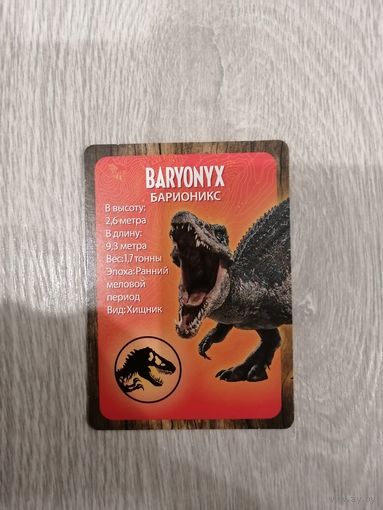 BARYONYX
БАРИОНИКС
В высоту:
2,6 метра
В длину:
9,3 метра
Вес:1,7 тонны
Эпоха:Ранний
меловой
период
Вид:Хищник